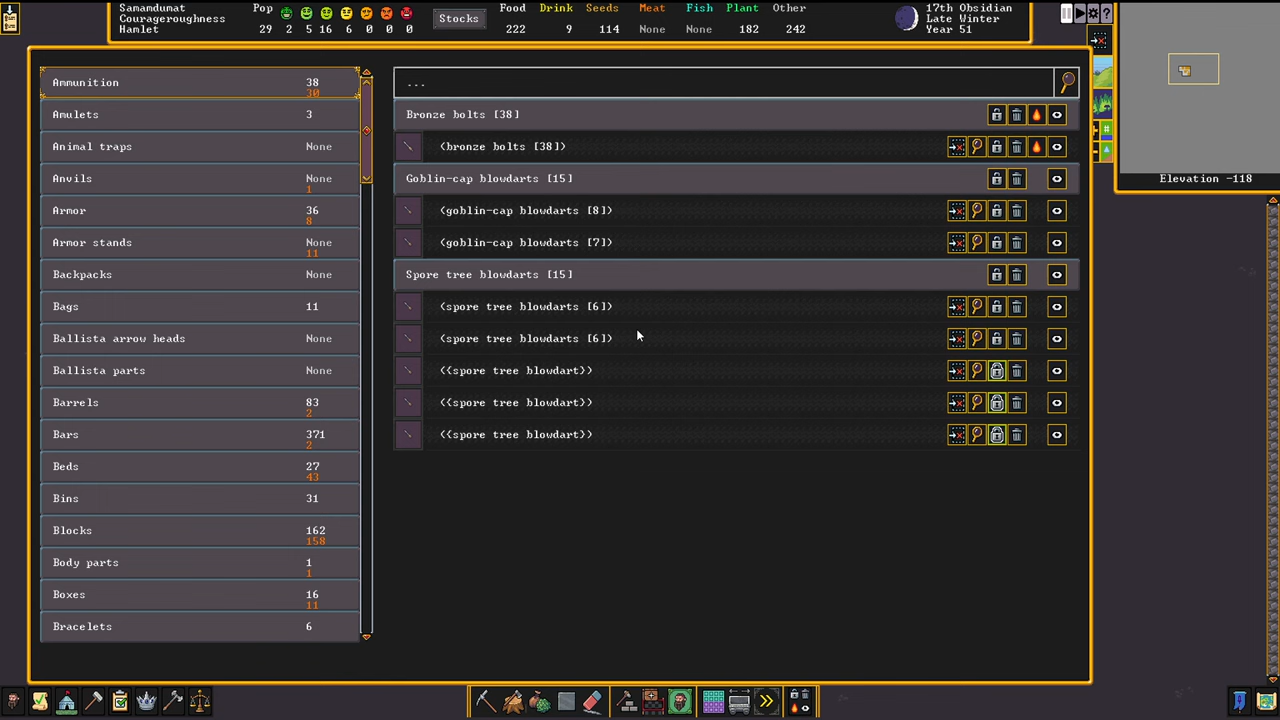 Samandumat
Courageroughness
Hamlet
Pop
29 2 5 16 6 0 0 0
Stocks
Food Drink Seeds Meat Fish Plant Other
222 9 114 None None 182 242
17th Obsidian
Late Winter
Year 51
?
Elevation -118
Ammunition 38
30
Amulets 3
Animal traps None
Anvils None
1
Armor 36
8
Armor stands None
11
Backpacks None
Bags 11
Ballista arrow heads None
Ballista parts None
Barrels 83
2
Bars 371
2
Beds 27
43
Bins 31
Blocks 162
158
Body parts 1
1
Boxes 16
11
Bracelets 6
...
Bronze bolts [38]
(bronze bolts [38])
Goblin-cap blowdarts [15]
(goblin-cap blowdarts [8])
(goblin-cap blowdarts [7])
Spore tree blowdarts [15]
(spore tree blowdarts [6])
(spore tree blowdarts [6])
((spore tree blowdart))
((spore tree blowdart))
((spore tree blowdart))